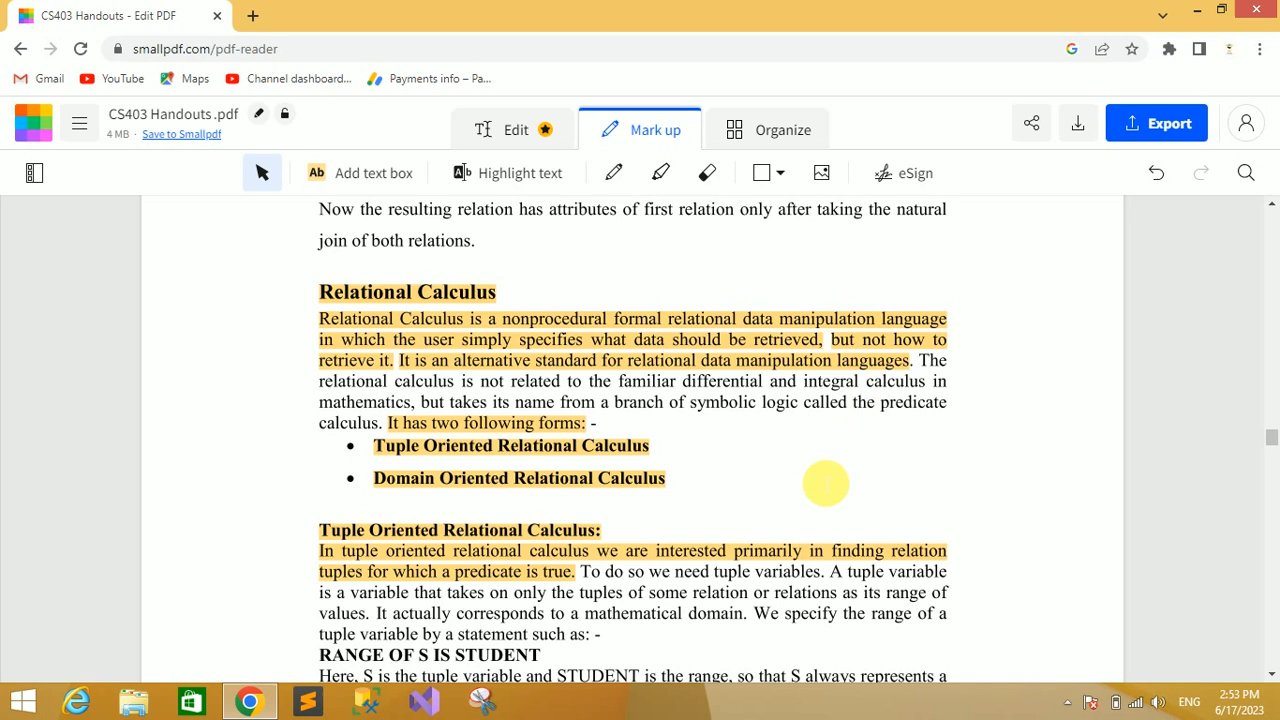 CS403 Handouts - Edit PDF
smallpdf.com/pdf-reader
Gmail YouTube Maps Channel dashboard... Payments info – Pa...
CS403 Handouts .pdf
4 MB • Save to Smallpdf
Edit Mark up Organize Export
Ab Add text box Highlight text eSign
Now the resulting relation has attributes of first relation only after taking the natural
join of both relations.
Relational Calculus
Relational Calculus is a nonprocedural formal relational data manipulation language
in which the user simply specifies what data should be retrieved, but not how to
retrieve it. It is an alternative standard for relational data manipulation languages. The
relational calculus is not related to the familiar differential and integral calculus in
mathematics, but takes its name from a branch of symbolic logic called the predicate
calculus. It has two following forms: -
• Tuple Oriented Relational Calculus
• Domain Oriented Relational Calculus
Tuple Oriented Relational Calculus:
In tuple oriented relational calculus we are interested primarily in finding relation
tuples for which a predicate is true. To do so we need tuple variables. A tuple variable
is a variable that takes on only the tuples of some relation or relations as its range of
values. It actually corresponds to a mathematical domain. We specify the range of a
tuple variable by a statement such as: -
RANGE OF S IS STUDENT
Here, S is the tuple variable and STUDENT is the range, so that S always represents a
ENG
2:53 PM
6/17/2023